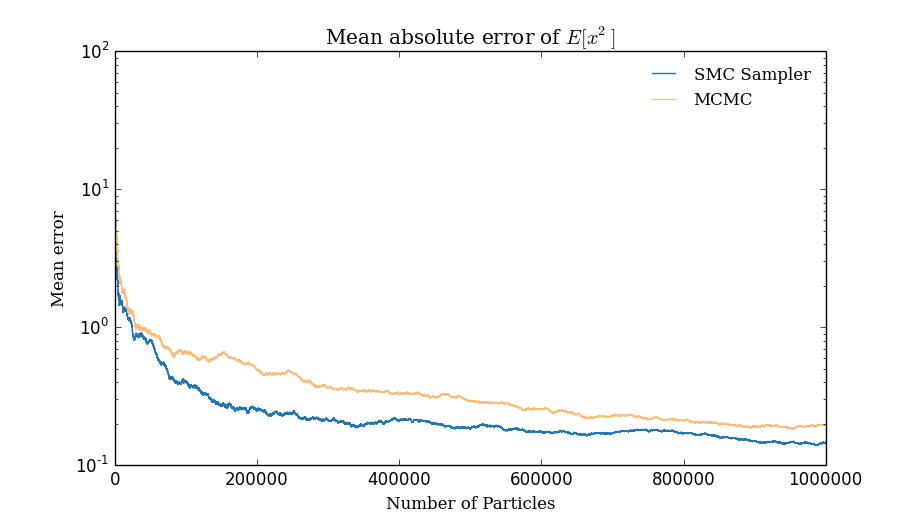 Mean absolute error of E[x²]
SMC Sampler
MCMC
10²
10¹
10⁰
10⁻¹
Mean error
0 200000 400000 600000 800000 1000000
Number of Particles